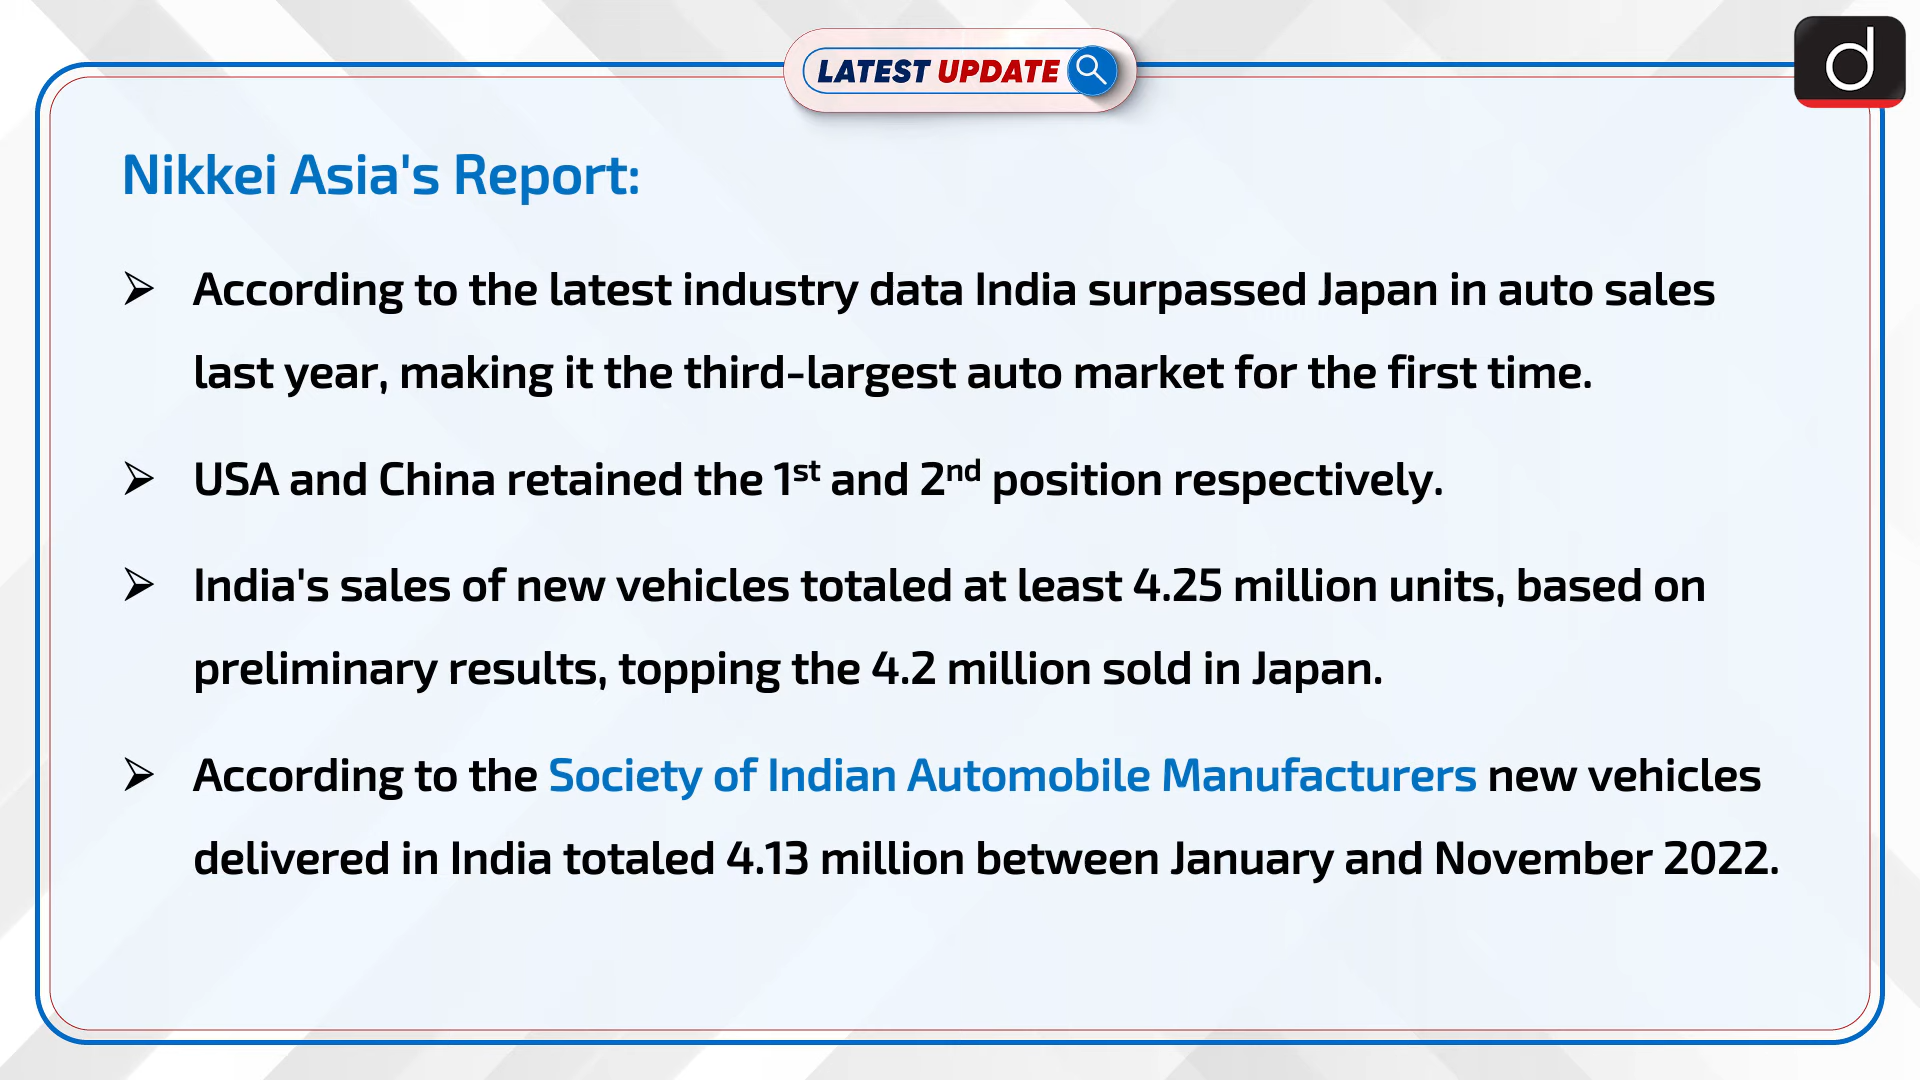 LATEST UPDATE
d
Nikkei Asia's Report:
➢ According to the latest industry data India surpassed Japan in auto sales
last year, making it the third-largest auto market for the first time.
➢ USA and China retained the 1st and 2nd position respectively.
➢ India's sales of new vehicles totaled at least 4.25 million units, based on
preliminary results, topping the 4.2 million sold in Japan.
➢ According to the Society of Indian Automobile Manufacturers new vehicles
delivered in India totaled 4.13 million between January and November 2022.